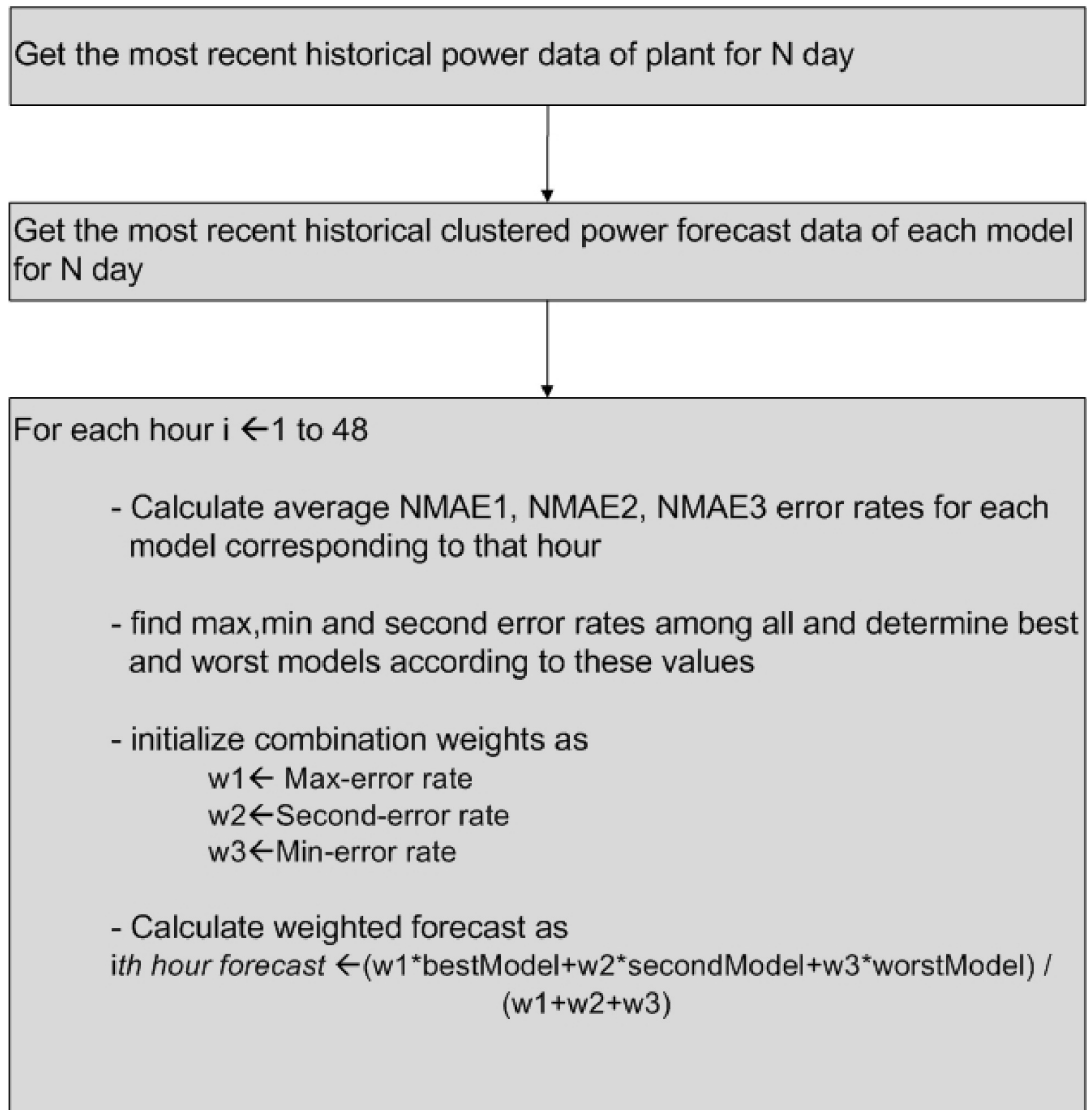 Get the most recent historical power data of plant for N day
Get the most recent historical clustered power forecast data of each model
for N day
For each hour i ←1 to 48
- Calculate average NMAE1, NMAE2, NMAE3 error rates for each
model corresponding to that hour
- find max,min and second error rates among all and determine best
and worst models according to these values
- initialize combination weights as
w1← Max-error rate
w2←Second-error rate
w3←Min-error rate
- Calculate weighted forecast as
ith hour forecast ←(w1*bestModel+w2*secondModel+w3*worstModel) /
(w1+w2+w3)